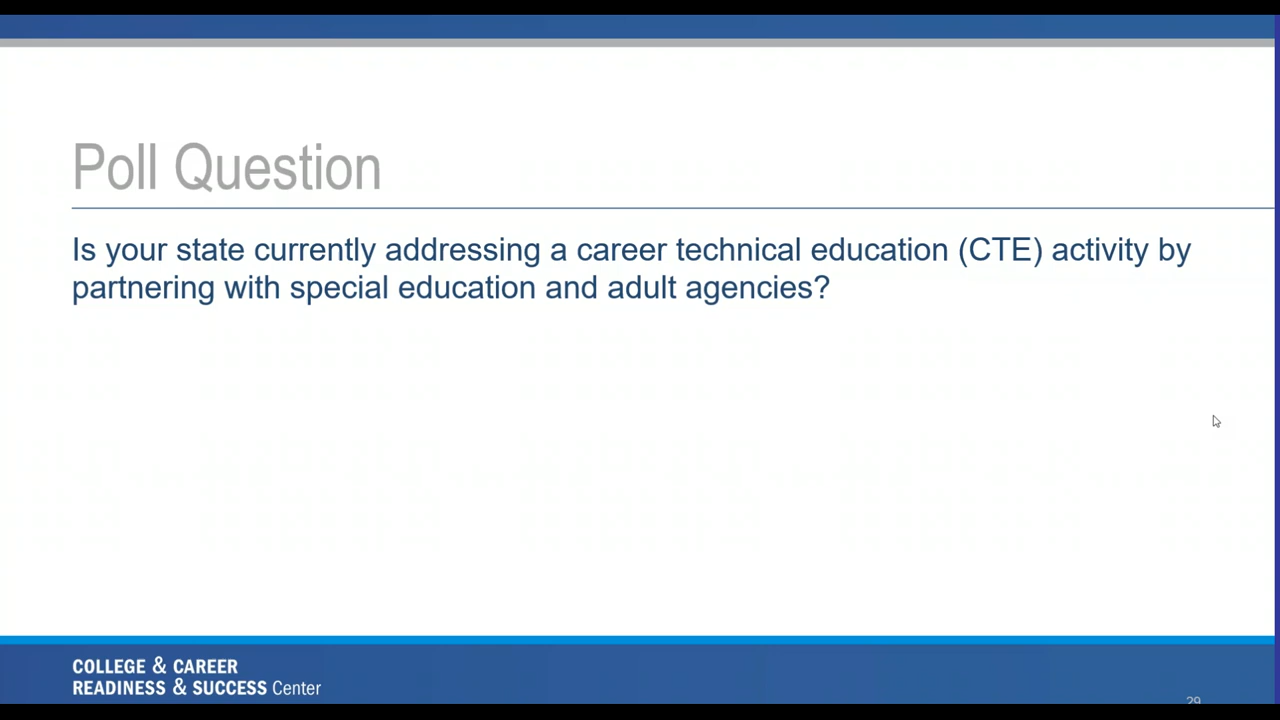 Poll Question
Is your state currently addressing a career technical education (CTE) activity by
partnering with special education and adult agencies?
COLLEGE & CAREER
READINESS & SUCCESS Center
29